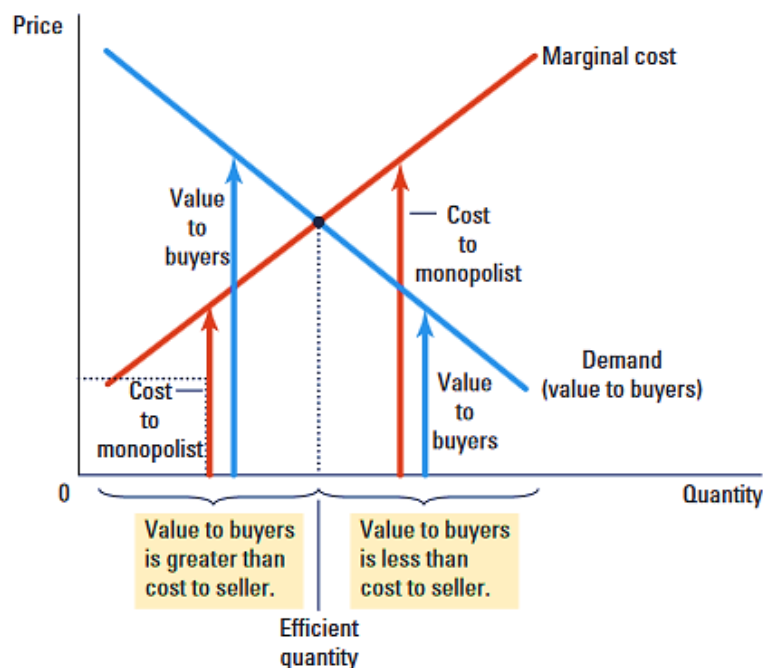 Price
Marginal cost
Value
to
buyers
Cost
to
monopolist
Demand
(value to buyers)
Cost
to
monopolist
Value
to
buyers
0
Quantity
Value to buyers
is greater than
cost to seller.
Value to buyers
is less than
cost to seller.
Efficient
quantity